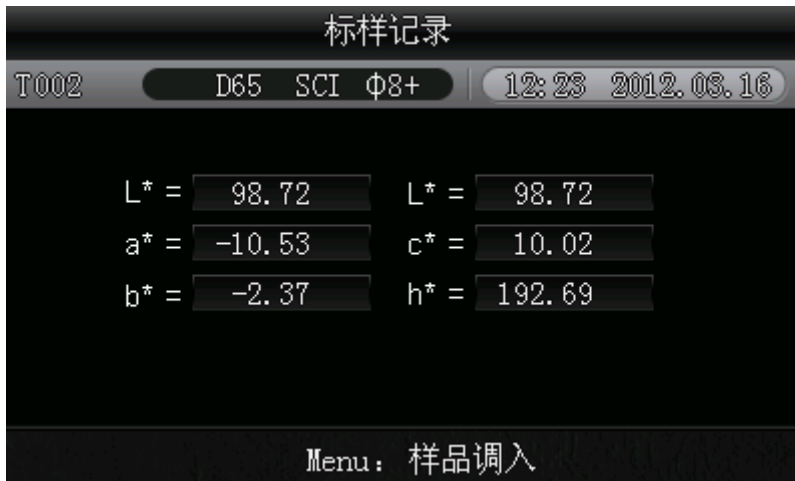 标样记录
T002 D65 SCI Φ8+ 12:23 2012.08.16
L* = 98.72 L* = 98.72
a* = -10.53 c* = 10.02
b* = -2.37 h* = 192.69
Menu: 样品调入